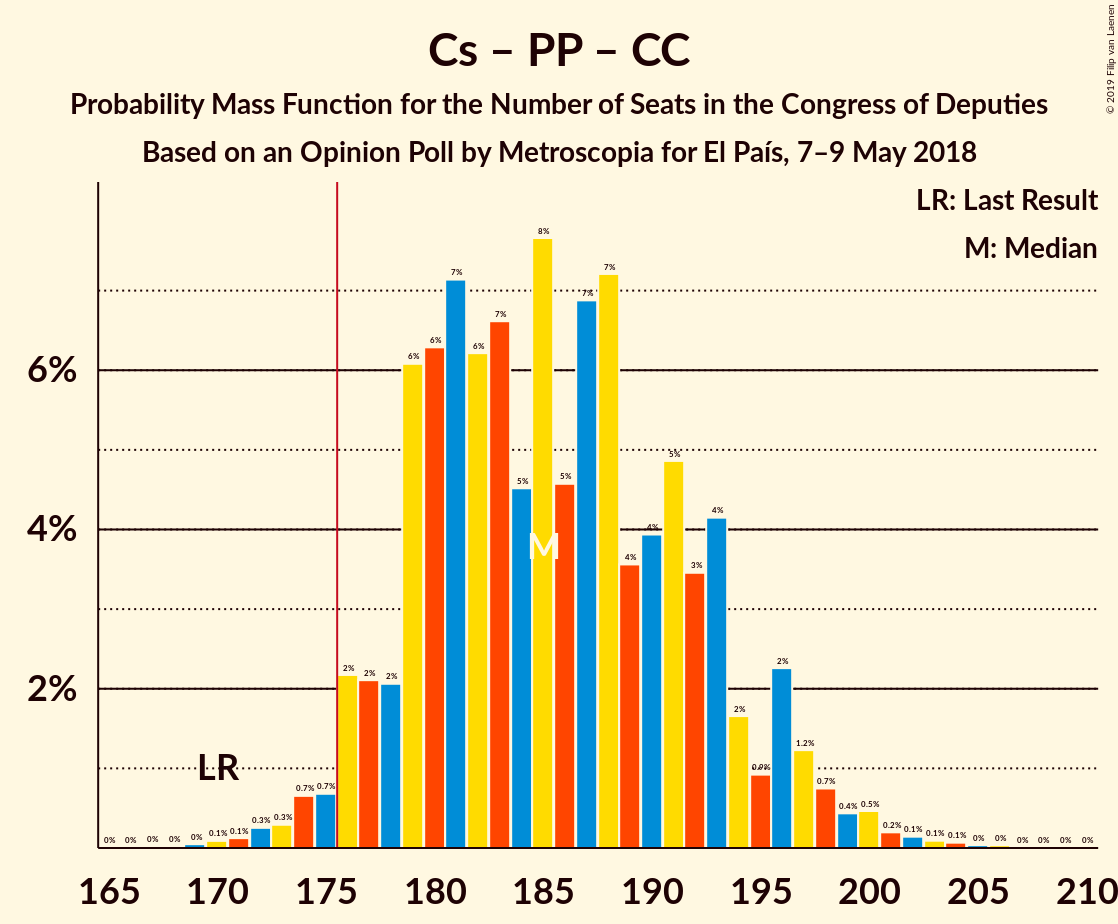 Cs – PP – CC
Probability Mass Function for the Number of Seats in the Congress of Deputies
Based on an Opinion Poll by Metroscopia for El País, 7–9 May 2018
© 2019 Filip van Laenen
LR: Last Result
M: Median
6%
4%
2%
0% 0% 0% 0% 0% 0.1% 0.1% 0.3% 0.3% 0.7% 0.7% 2% 2% 2% 6% 6% 7% 6% 7% 5% 8% 5% 7% 7% 4% 4% 5% 3% 4% 2% 0.9% 2% 1.2% 0.7% 0.4% 0.5% 0.2% 0.1% 0.1% 0.1% 0% 0% 0% 0% 0% 0%
LR
M
165 170 175 180 185 190 195 200 205 210